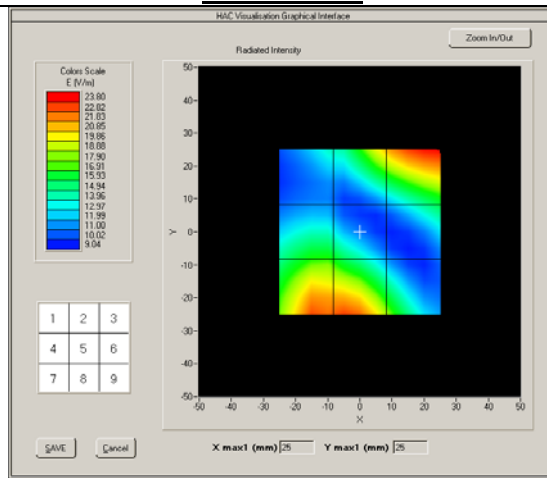 HAC Visualisation Graphical Interface
Zoom In/Out
Radiated Intensity
Colors Scale
E (V/m)
23.80
22.82
21.83
20.85
19.86
18.88
17.90
16.91
15.93
14.94
13.96
12.97
11.99
11.00
10.02
9.04
50
40
30
20
10
0
-10
-20
-30
-40
-50
Y
-50 -40 -30 -20 -10 0 10 20 30 40 50
X
1 2 3
4 5 6
7 8 9
SAVE Cancel
X max1 (mm) 25 Y max1 (mm) 25